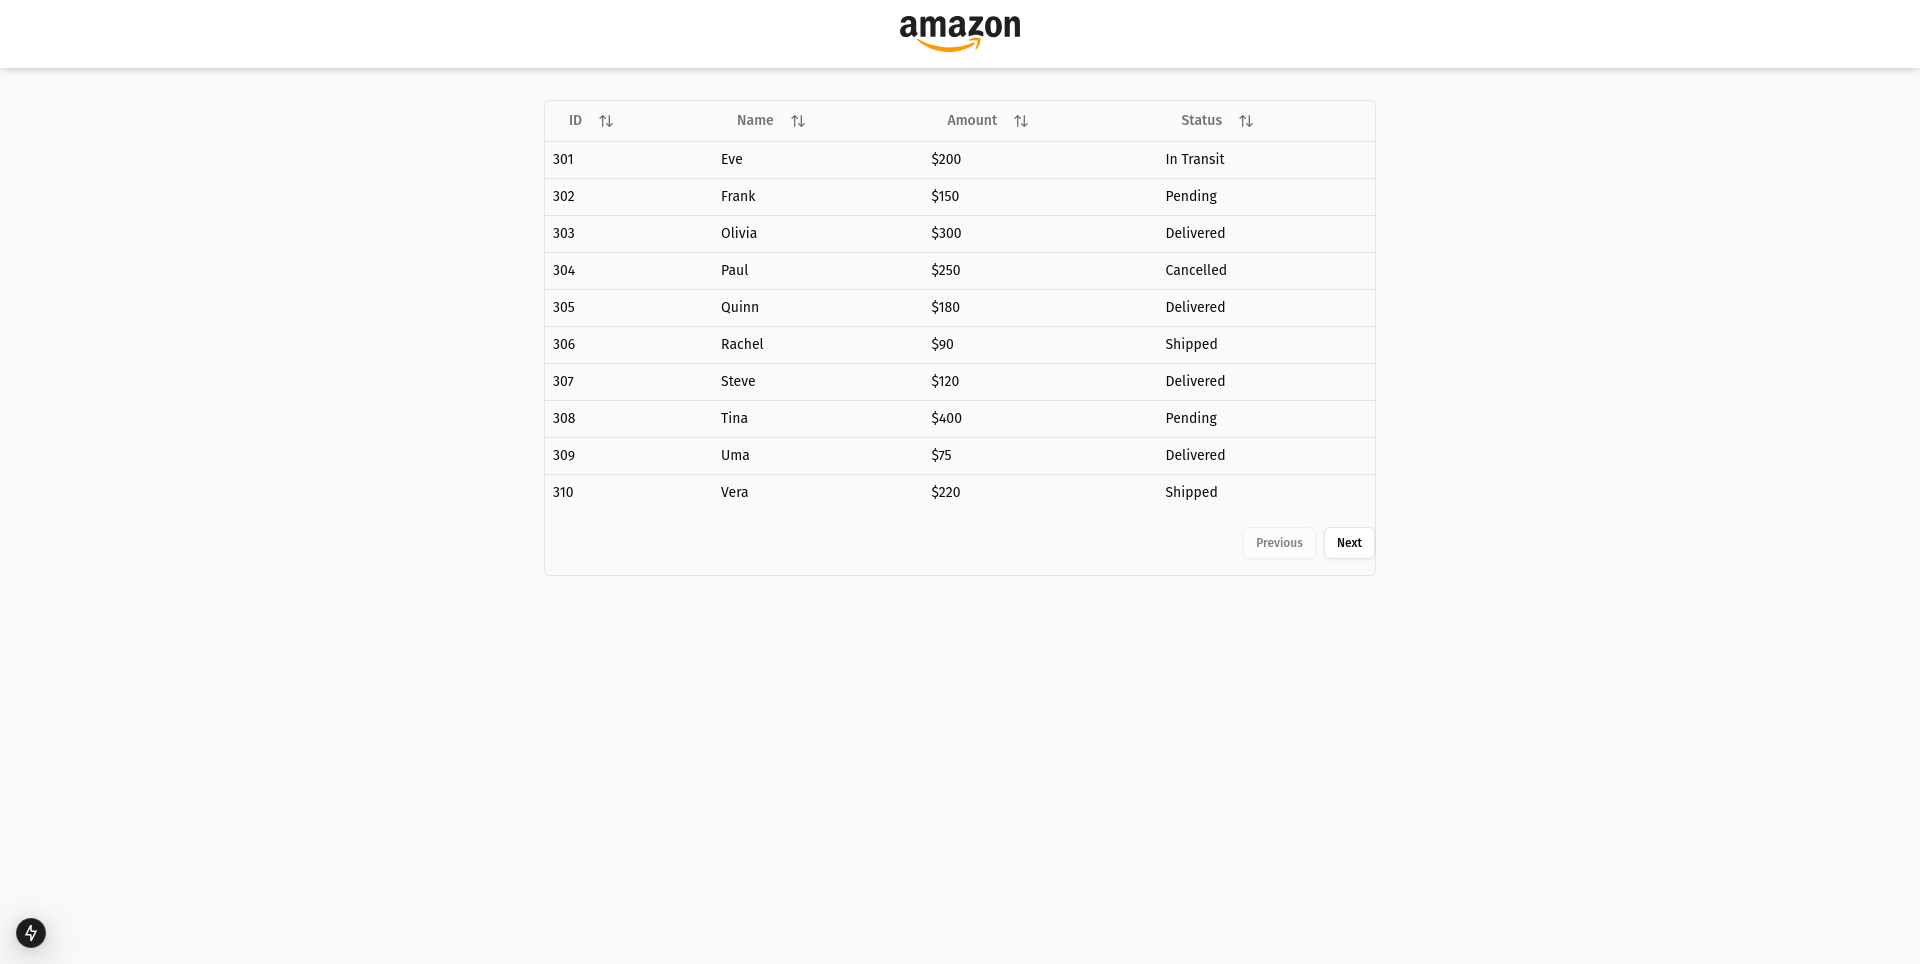 amazon
ID Name Amount Status
301 Eve $200 In Transit
302 Frank $150 Pending
303 Olivia $300 Delivered
304 Paul $250 Cancelled
305 Quinn $180 Delivered
306 Rachel $90 Shipped
307 Steve $120 Delivered
308 Tina $400 Pending
309 Uma $75 Delivered
310 Vera $220 Shipped
Previous Next